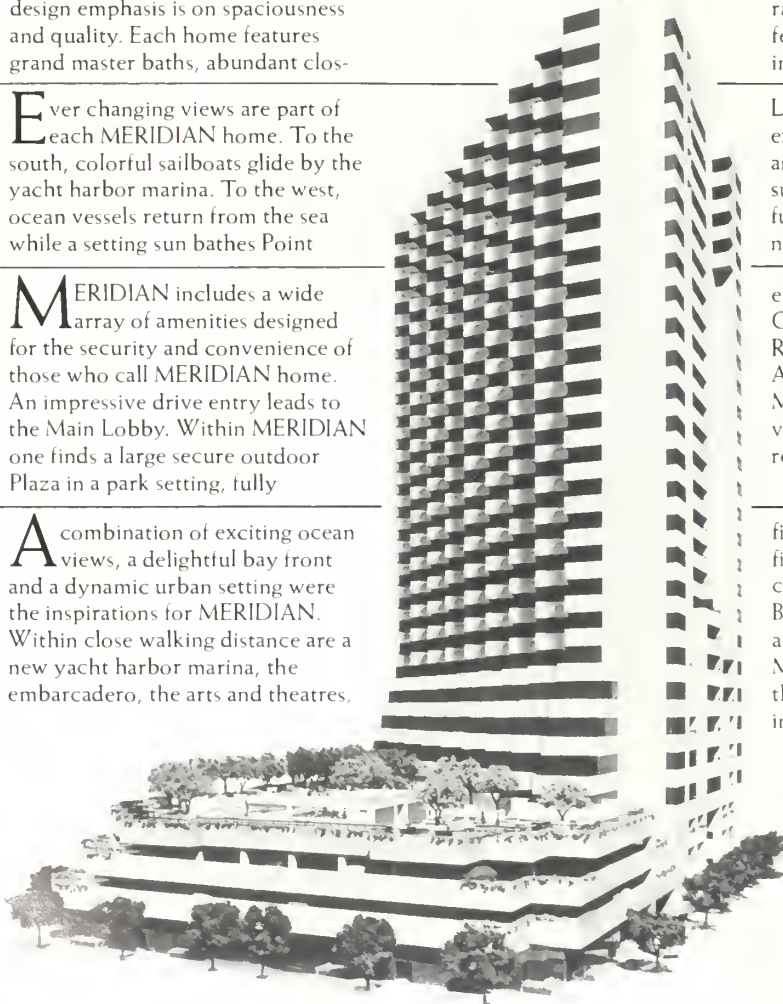 design emphasis is on spaciousness
and quality. Each home features
grand master baths, abundant clos-
Ever changing views are part of
each MERIDIAN home. To the
south, colorful sailboats glide by the
yacht harbor marina. To the west,
ocean vessels return from the sea
while a setting sun bathes Point
MERIDIAN includes a wide
array of amenities designed
for the security and convenience of
those who call MERIDIAN home.
An impressive drive entry leads to
the Main Lobby. Within MERIDIAN
one finds a large secure outdoor
Plaza in a park setting, fully
A combination of exciting ocean
views, a delightful bay front
and a dynamic urban setting were
the inspirations for MERIDIAN.
Within close walking distance are a
new yacht harbor marina, the
embarcadero, the arts and theatres,